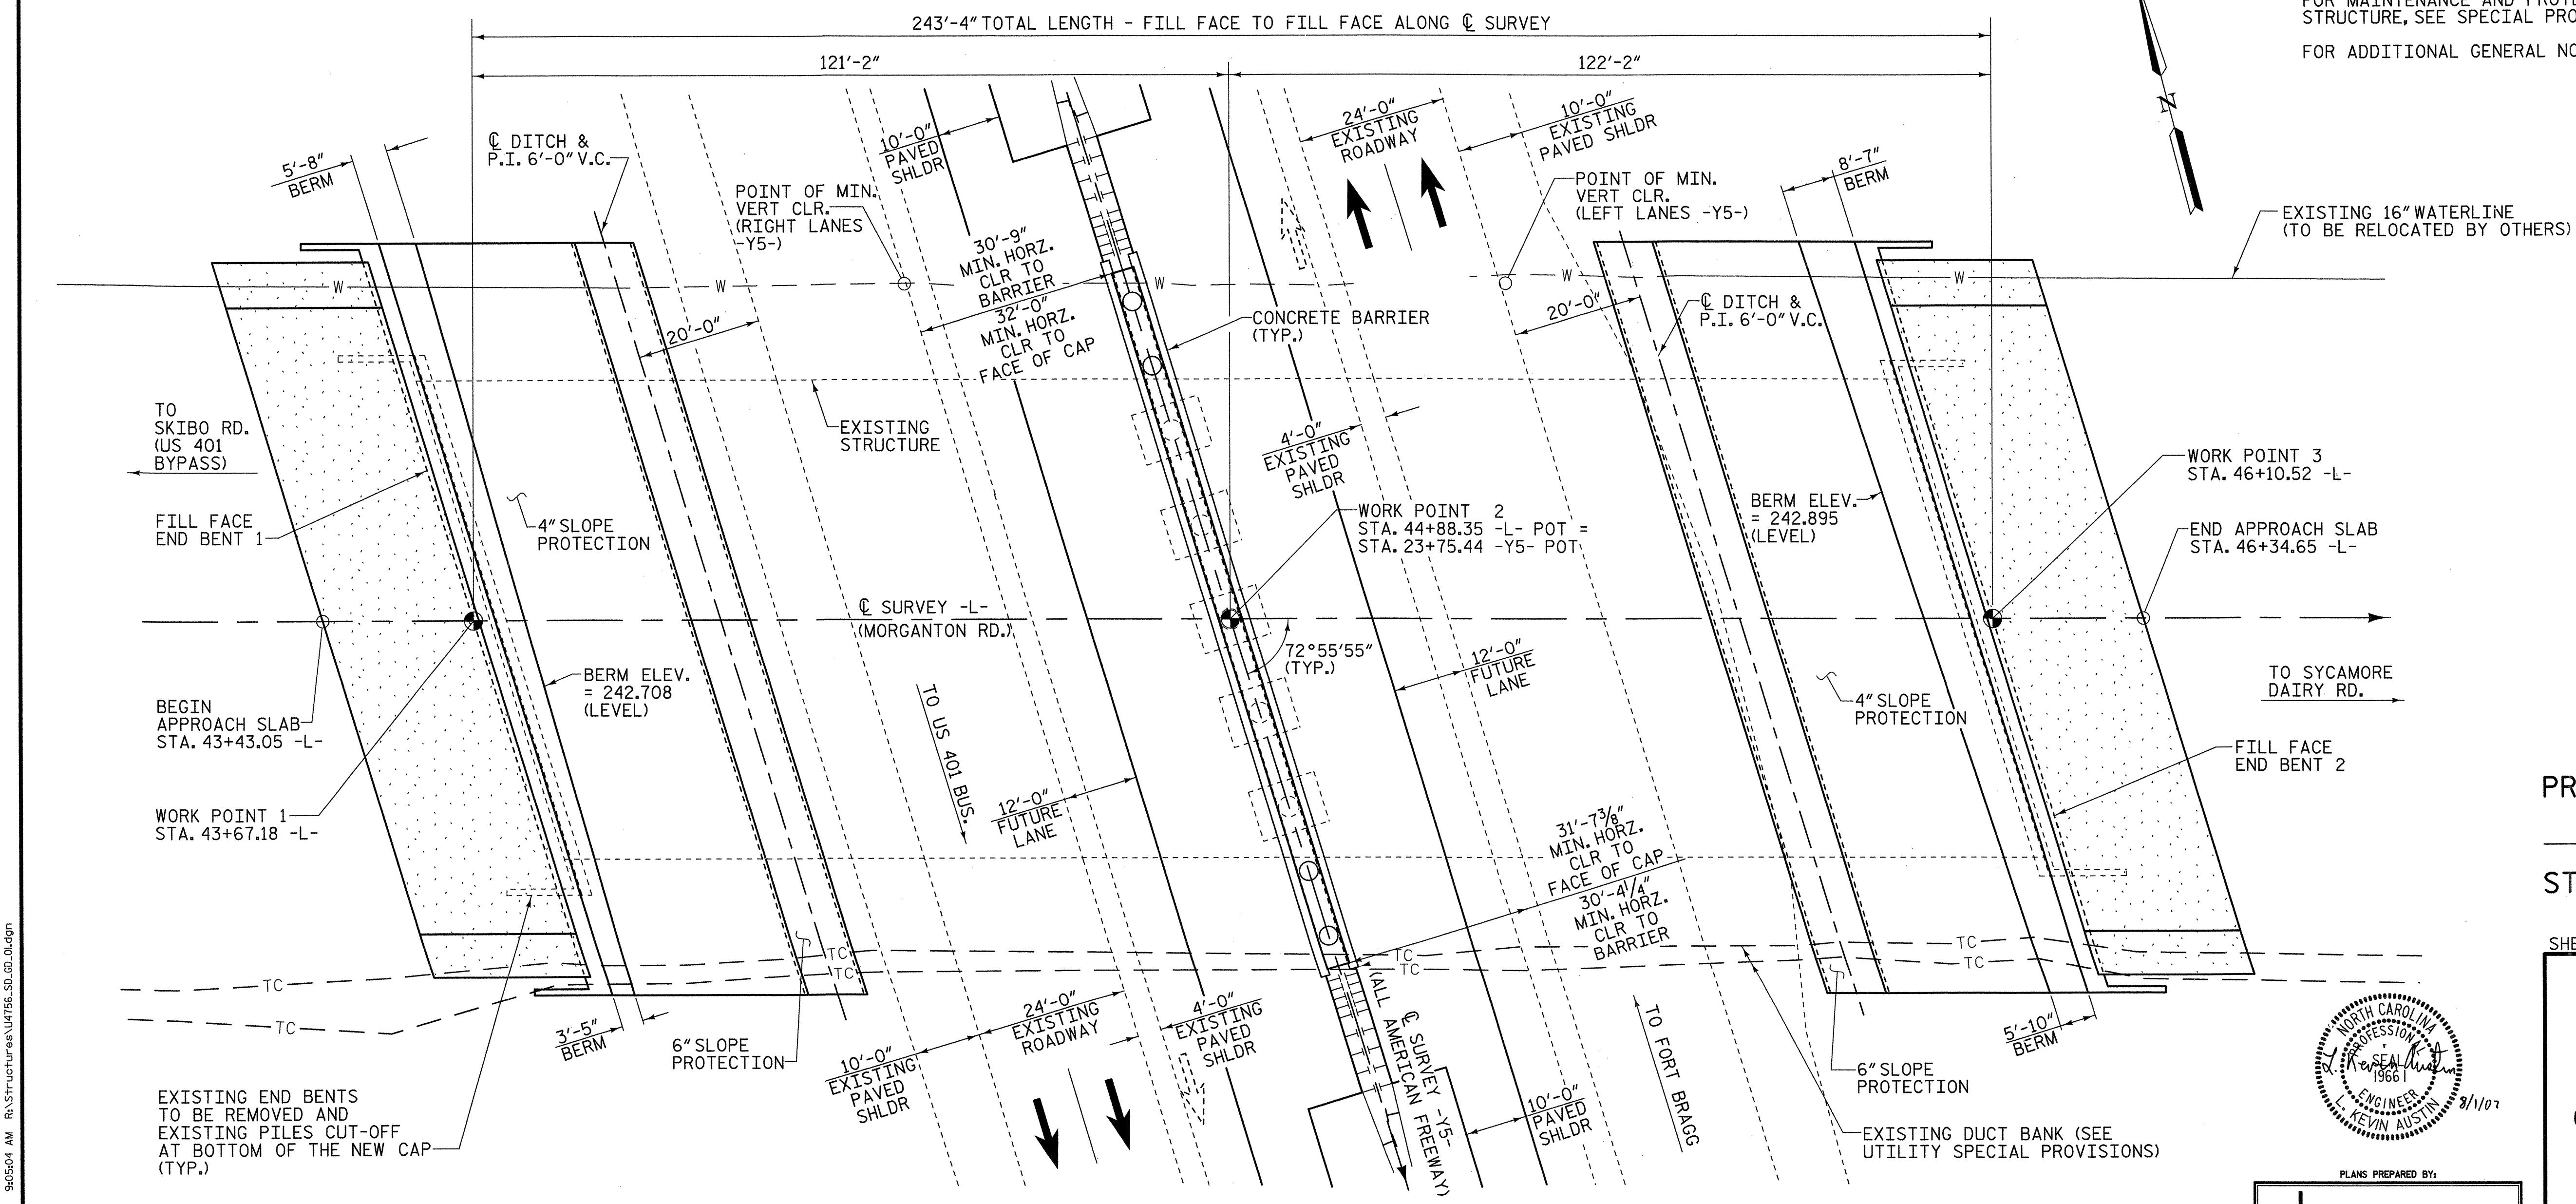 243'-4" TOTAL LENGTH - FILL FACE TO FILL FACE ALONG ℄ SURVEY
121'-2"
122'-2"
STRUCTURE, SEE SPECIAL PRO
FOR ADDITIONAL GENERAL NO
N
℄ DITCH &
P.I. 6'-0" V.C.
5'-8"
BERM
10'-0"
PAVED
SHLDR
24'-0"
EXISTING
ROADWAY
10'-0"
EXISTING
PAVED SHLDR
8'-7"
BERM
POINT OF MIN.
VERT CLR.
(RIGHT LANES
-Y5-)
POINT OF MIN.
VERT CLR.
(LEFT LANES -Y5-)
EXISTING 16" WATERLINE
(TO BE RELOCATED BY OTHERS)
30'-9"
MIN. HORZ.
CLR TO
BARRIER
32'-0"
MIN. HORZ.
CLR TO
FACE OF CAP
W
W
W
W
W
20'-0"
20'-0"
℄ DITCH &
P.I. 6'-0" V.C.
CONCRETE BARRIER
(TYP.)
TO
SKIBO RD.
(US 401
BYPASS)
EXISTING
STRUCTURE
4'-0"
EXISTING
PAVED
SHLDR
WORK POINT 3
STA. 46+10.52 -L-
FILL FACE
END BENT 1
4" SLOPE
PROTECTION
WORK POINT 2
STA. 44+88.35 -L- POT =
STA. 23+75.44 -Y5- POT
BERM ELEV.
= 242.895
(LEVEL)
END APPROACH SLAB
STA. 46+34.65 -L-
℄ SURVEY -L-
(MORGANTON RD.)
72°55'55"
(TYP.)
BERM ELEV.
= 242.708
(LEVEL)
12'-0"
FUTURE
LANE
TO SYCAMORE
DAIRY RD.
BEGIN
APPROACH SLAB
STA. 43+43.05 -L-
TO US 401 BUS.
4" SLOPE
PROTECTION
FILL FACE
END BENT 2
WORK POINT 1
STA. 43+67.18 -L-
12'-0"
FUTURE
LANE
31'-7⅜"
MIN. HORZ.
CLR TO
FACE OF CAP
30'-4¼"
MIN. HORZ.
CLR TO
BARRIER
PR
ST
SHE
TC
TC
TC
TC
TC
TC
TC
TC
3'-5"
BERM
6" SLOPE
PROTECTION
10'-0"
EXISTING
PAVED
SHLDR
24'-0"
EXISTING
ROADWAY
4'-0"
EXISTING
PAVED
SHLDR
℄ SURVEY -Y5-
(ALL AMERICAN FREEWAY)
10'-0"
PAVED
SHLDR
TO FORT BRAGG
5'-10"
BERM
6" SLOPE
PROTECTION
EXISTING DUCT BANK (SEE
UTILITY SPECIAL PROVISIONS)
EXISTING END BENTS
TO BE REMOVED AND
EXISTING PILES CUT-OFF
AT BOTTOM OF THE NEW CAP
(TYP.)
NORTH CAROLINA
PROFESSIONAL
SEAL
19661
ENGINEER
L. KEVIN AUSTIN
L. Kevin Austin
8/1/07
PLANS PREPARED BY:
9:05:04 AM R:\Structures\U4756_SD_GD_01.dgn